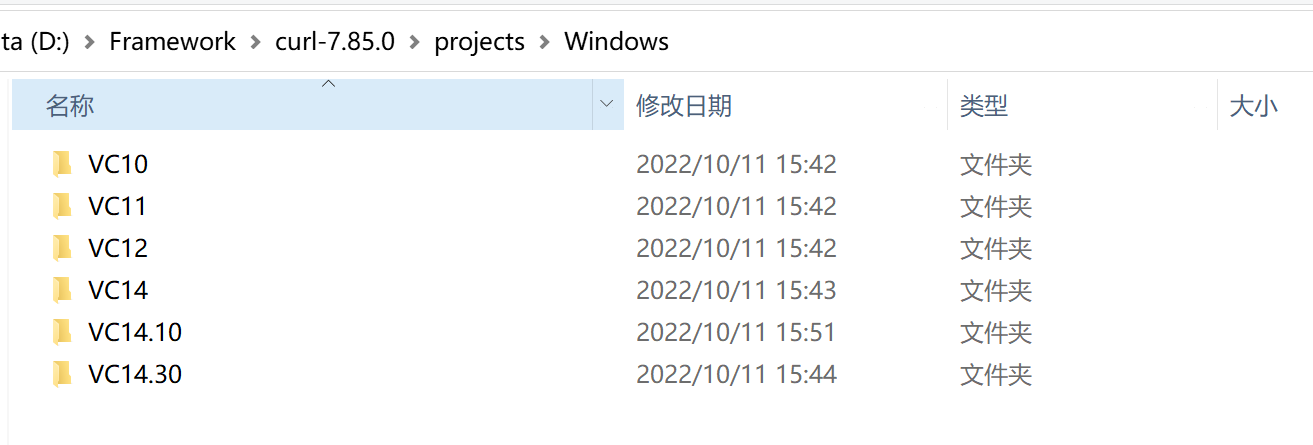 ta (D:) > Framework > curl-7.85.0 > projects > Windows
名称 修改日期 类型 大小
VC10 2022/10/11 15:42 文件夹
VC11 2022/10/11 15:42 文件夹
VC12 2022/10/11 15:42 文件夹
VC14 2022/10/11 15:43 文件夹
VC14.10 2022/10/11 15:51 文件夹
VC14.30 2022/10/11 15:44 文件夹